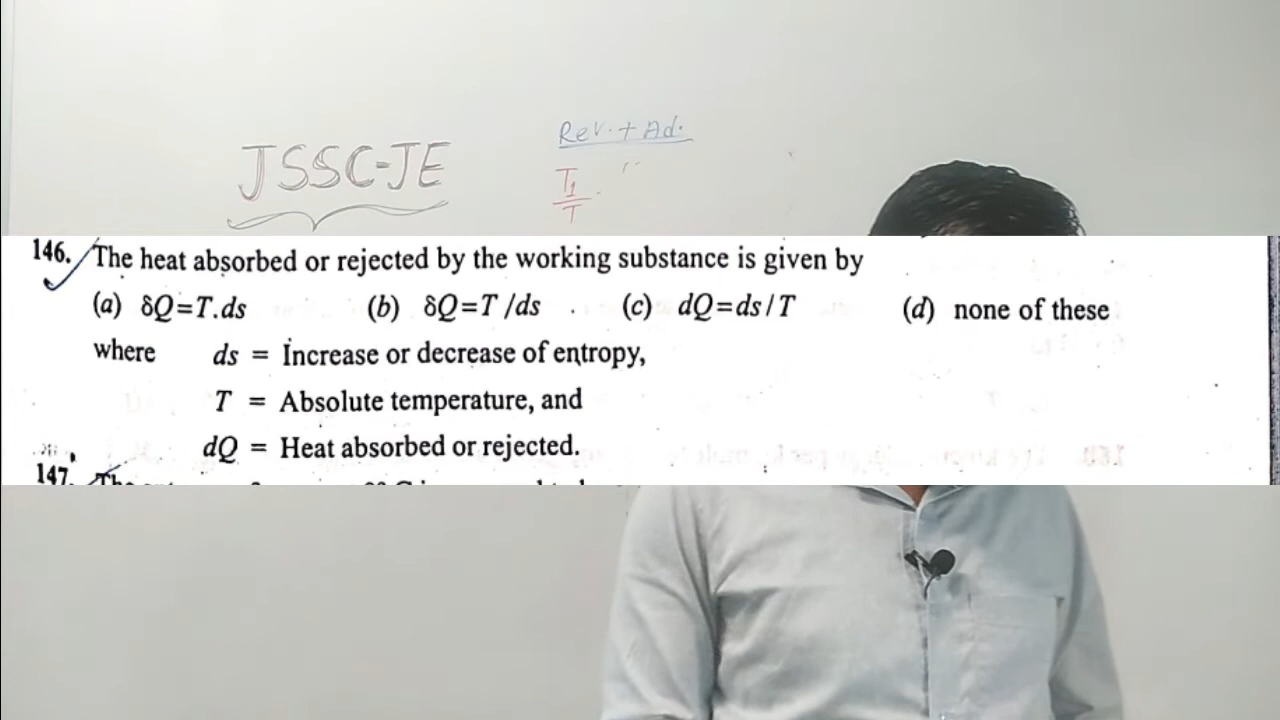 JSSC-JE
Rev. + Ad.
T₁
T
146. The heat absorbed or rejected by the working substance is given by
(a) δQ=T.ds (b) δQ=T/ds (c) dQ=ds/T (d) none of these
where ds = Increase or decrease of entropy,
T = Absolute temperature, and
dQ = Heat absorbed or rejected.
147.